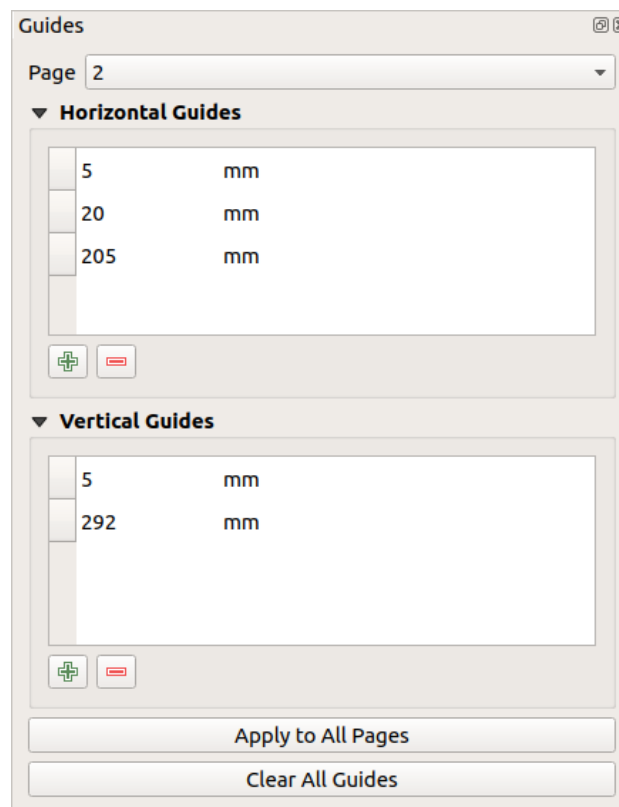 Guides
Page 2
Horizontal Guides
5 mm
20 mm
205 mm
Vertical Guides
5 mm
292 mm
Apply to All Pages
Clear All Guides